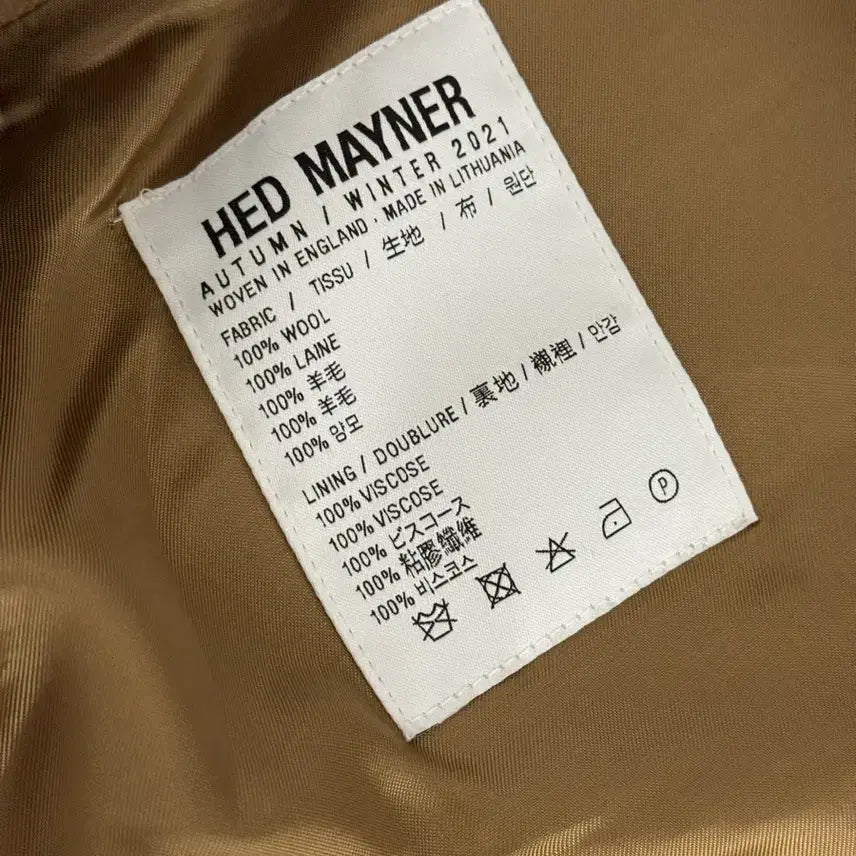 HED MAYNER
AUTUMN / WINTER 2021
WOVEN IN ENGLAND . MADE IN LITHUANIA
FABRIC / TISSU / 生地 / 布 / 원단
100% WOOL
100% LAINE
100% 羊毛
100% 羊毛
100% 앙모
LINING / DOUBLURE / 裏地 / 襯裡 / 안감
100% VISCOSE
100% VISCOSE
100% ビスコース
100% 粘膠纖維
100% 비스코스
P